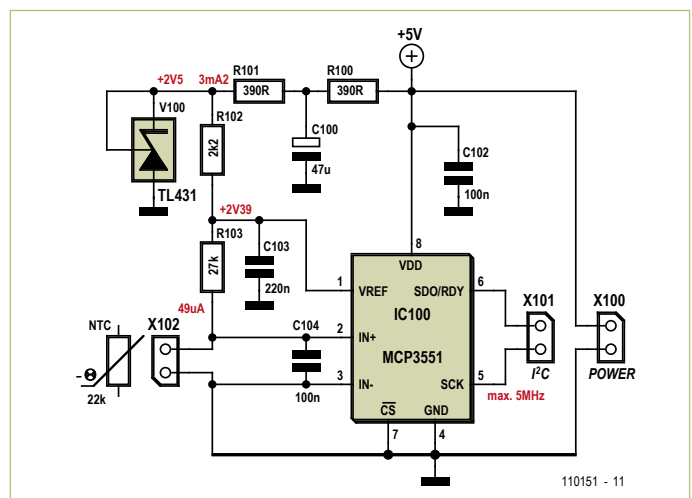 +5V
R101
R100
+2V5
3mA2
390R
390R
V100
R102
2k2
C100
47u
C102
100n
TL431
+2V39
R103
27k
C103
220n
8
VDD
1
VREF
SDO/RDY
6
X101
X100
IC100
49uA
NTC
X102
C104
2
IN+
MCP3551
3
IN-
SCK
5
I²C
POWER
22k
100n
max. 5MHz
CS
GND
7
4
110151 - 11